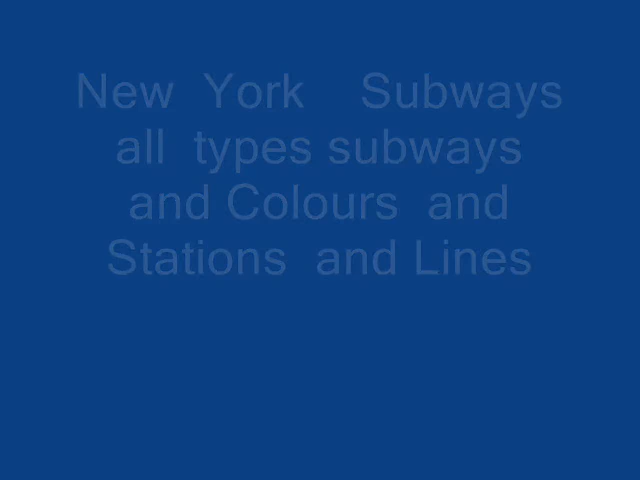 New York Subways
all types subways
and Colours and
Stations and Lines